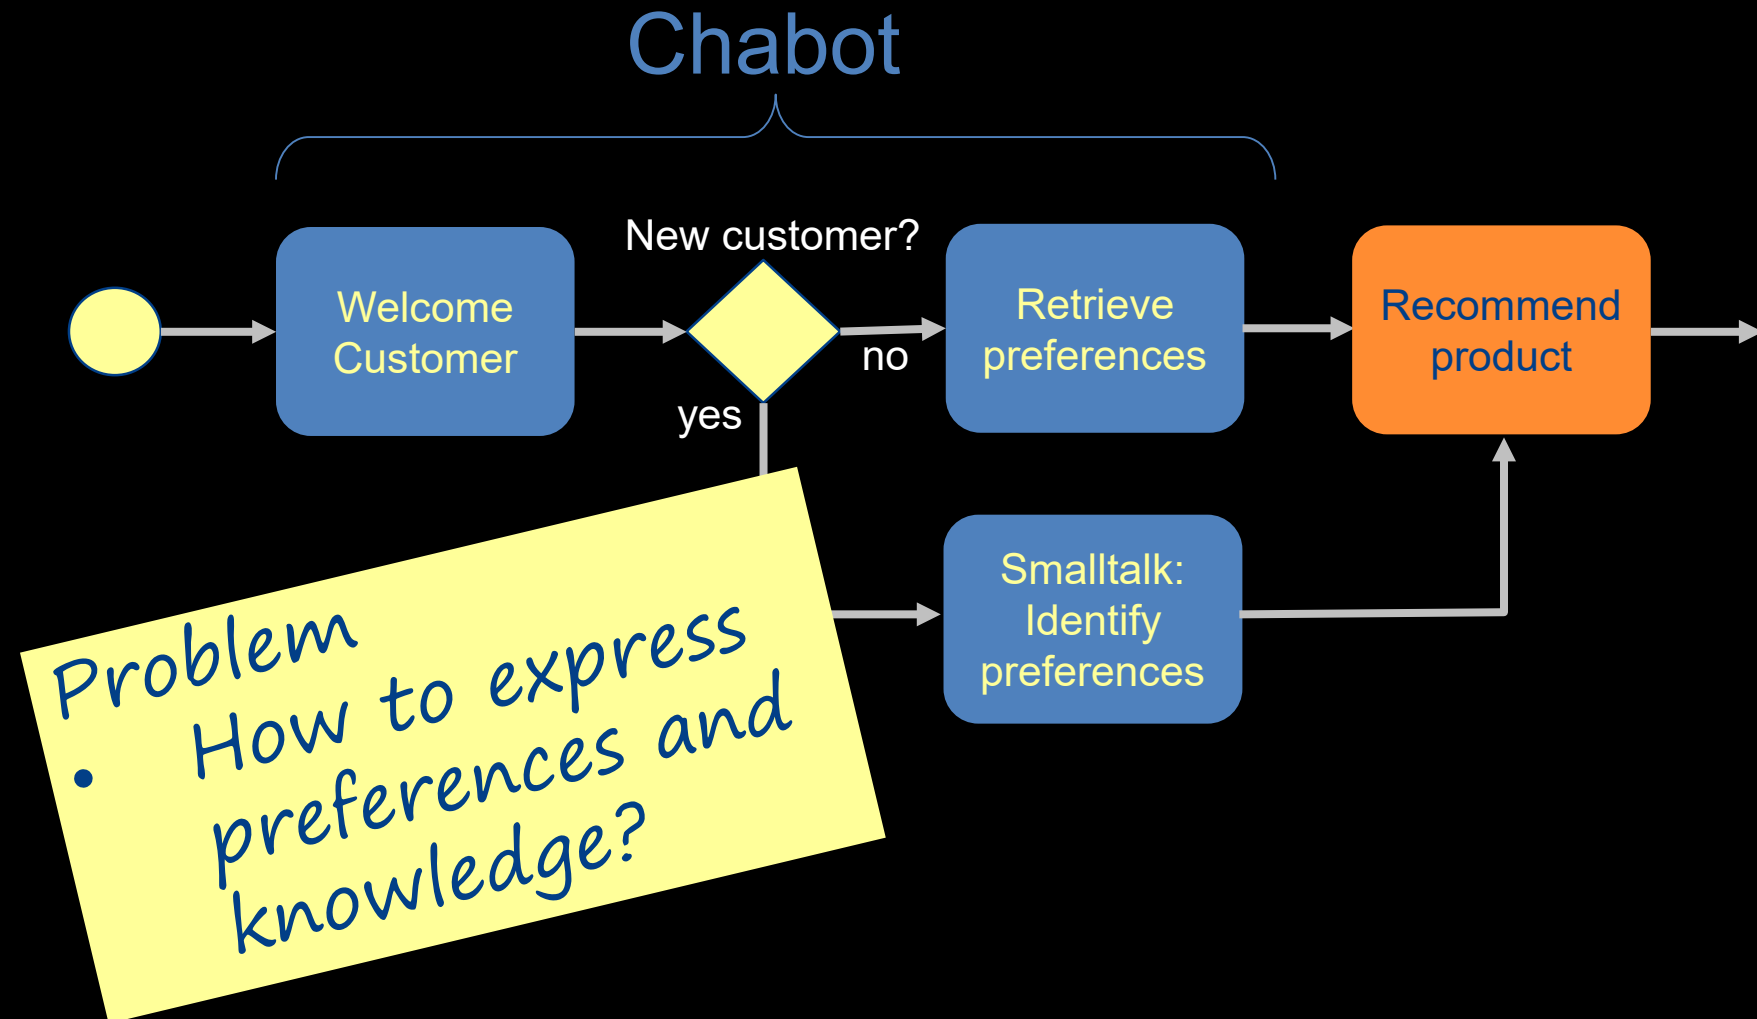 Chabot
New customer?
Welcome
Customer
no
yes
Retrieve
preferences
Recommend
product
Smalltalk:
Identify
preferences
Problem
• How to express
preferences and
knowledge?